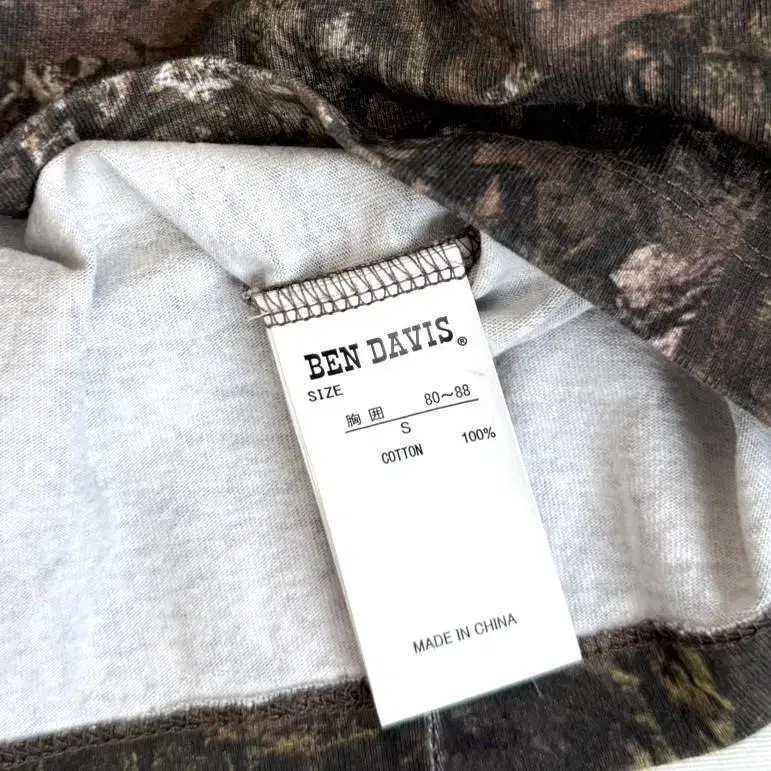 BEN DAVIS®
SIZE
胸囲 80～88
S
COTTON 100%
MADE IN CHINA